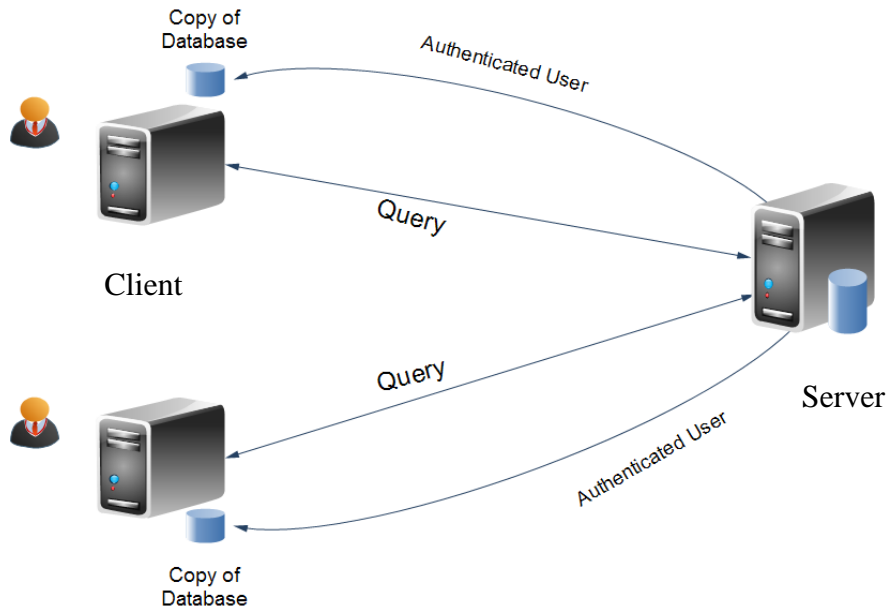 Copy of
Database
Authenticated User
Query
Client
Query
Server
Authenticated User
Copy of
Database